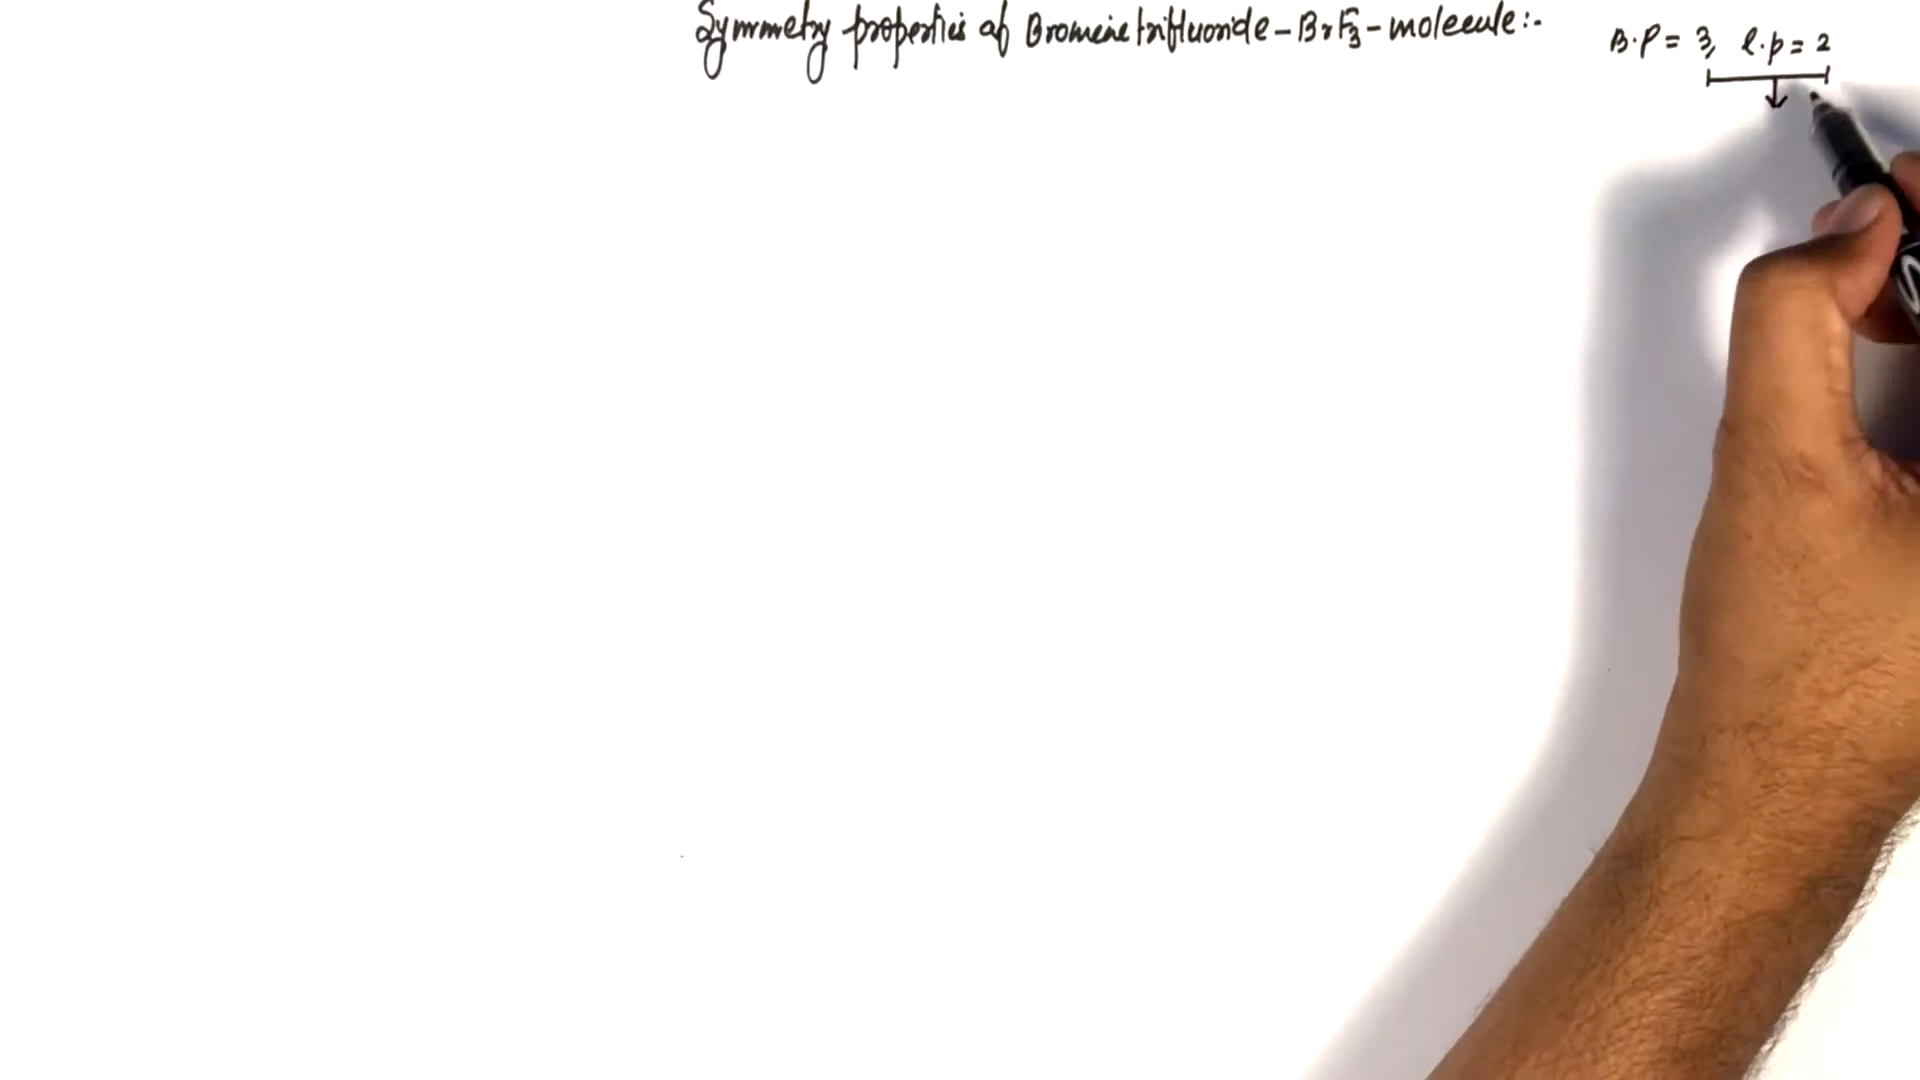 Symmetry properties of Bromine trifluoride - BrF₃ - molecule :-
B.P = 3, l.p = 2